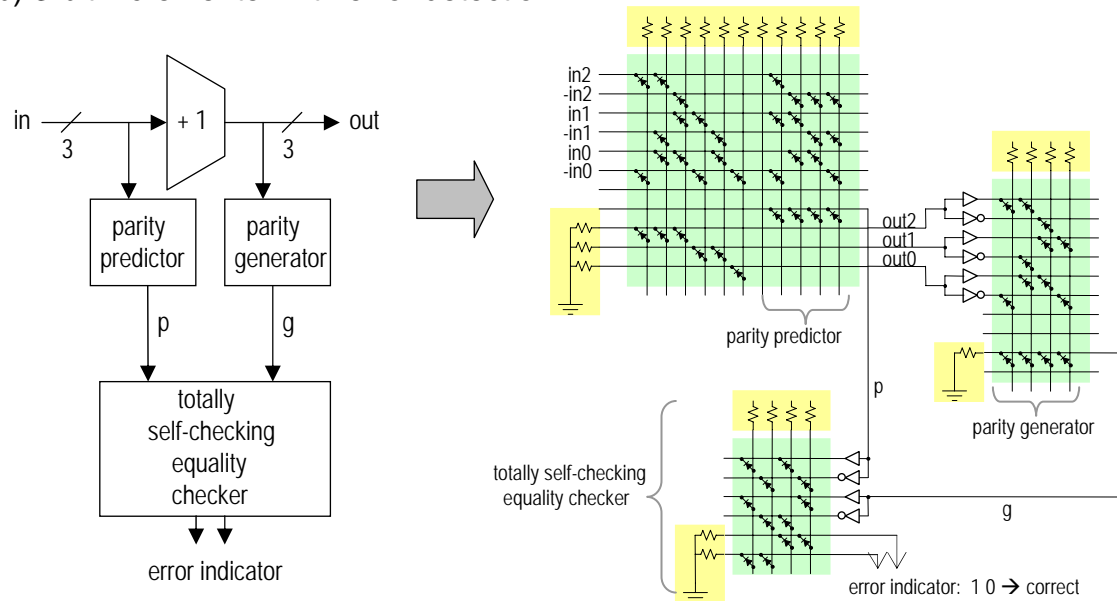 in
3
+ 1
3
out
parity
predictor
parity
generator
p
g
totally
self-checking
equality
checker
error indicator
in2
-in2
in1
-in1
in0
-in0
out2
out1
out0
parity predictor
p
parity generator
totally self-checking
equality checker
g
error indicator: 1 0 → correct